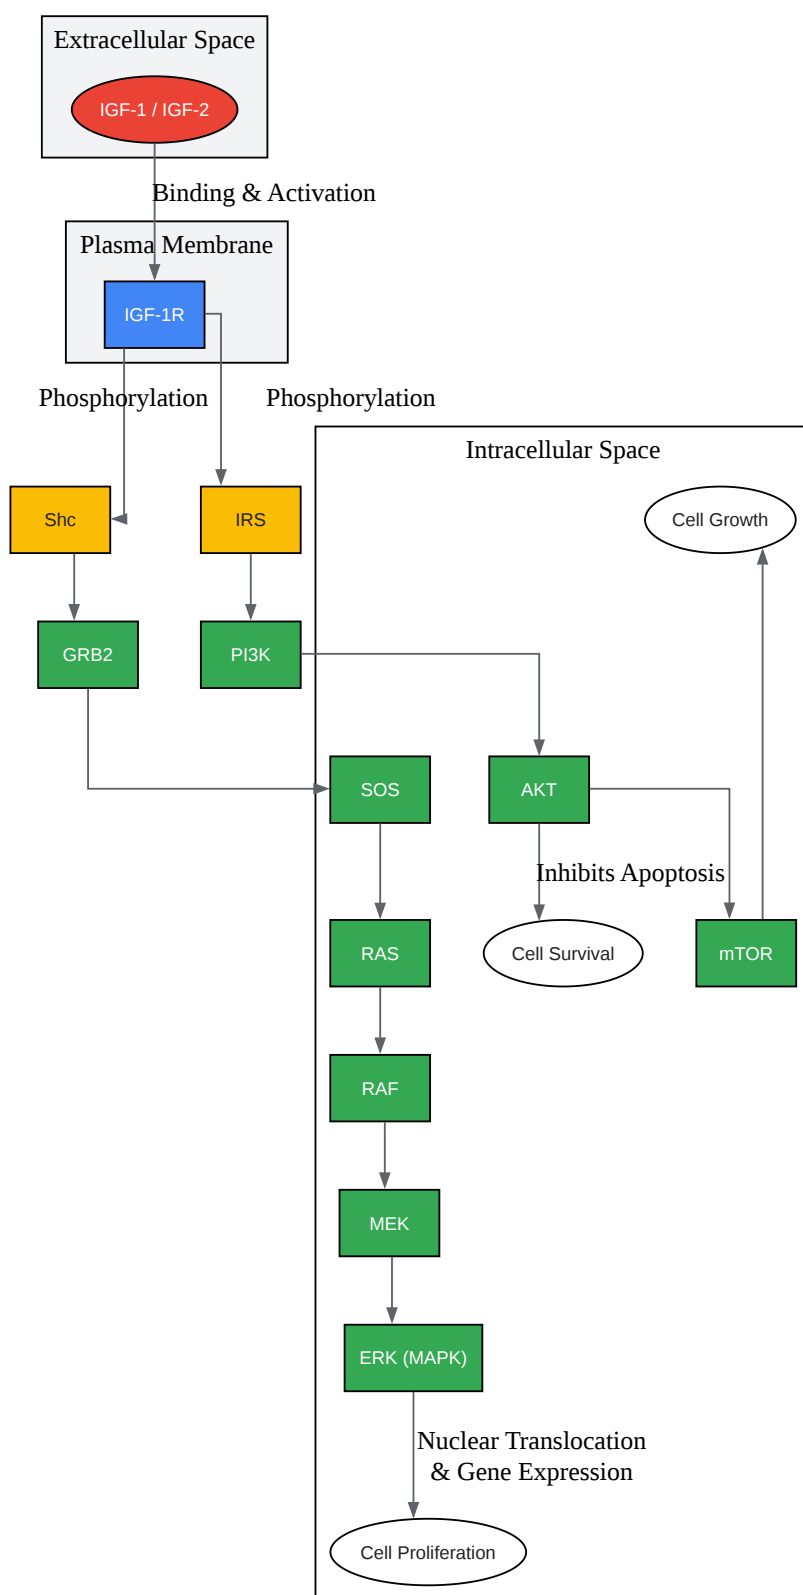 Extracellular Space
IGF-1 / IGF-2
Binding & Activation
Plasma Membrane
IGF-1R
Phosphorylation
Phosphorylation
Intracellular Space
Shc
IRS
Cell Growth
GRB2
PI3K
SOS
AKT
Inhibits Apoptosis
RAS
Cell Survival
mTOR
RAF
MEK
ERK (MAPK)
Nuclear Translocation
& Gene Expression
Cell Proliferation